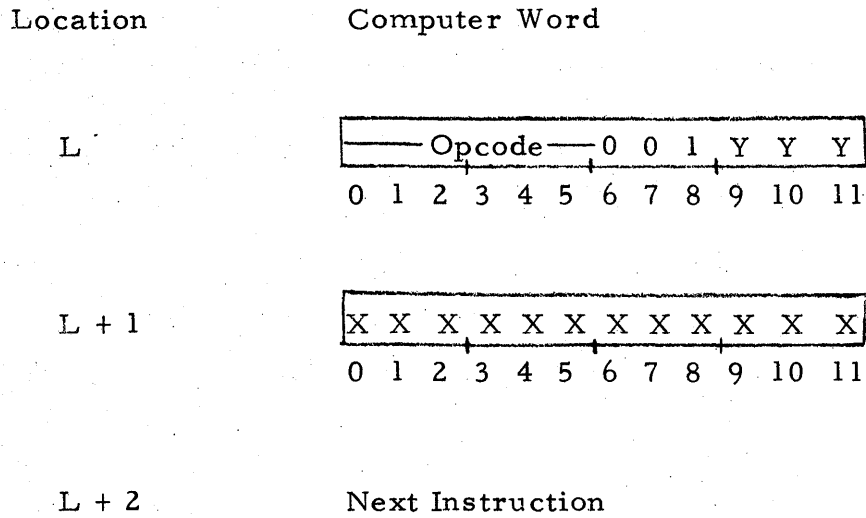 Location Computer Word
L Opcode 0 0 1 Y Y Y
0 1 2 3 4 5 6 7 8 9 10 11
L + 1 X X X X X X X X X X X X
0 1 2 3 4 5 6 7 8 9 10 11
L + 2 Next Instruction